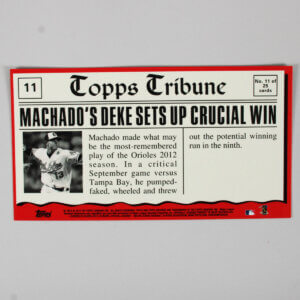 11
Topps Tribune
No. 11 of
25
cards
MACHADO'S DEKE SETS UP CRUCIAL WIN
Machado made what may
be the most-remembered
play of the Orioles 2012
season. In a critical
September game versus
Tampa Bay, he pumped-
faked, wheeled and threw
out the potential winning
run in the ninth.
Topps